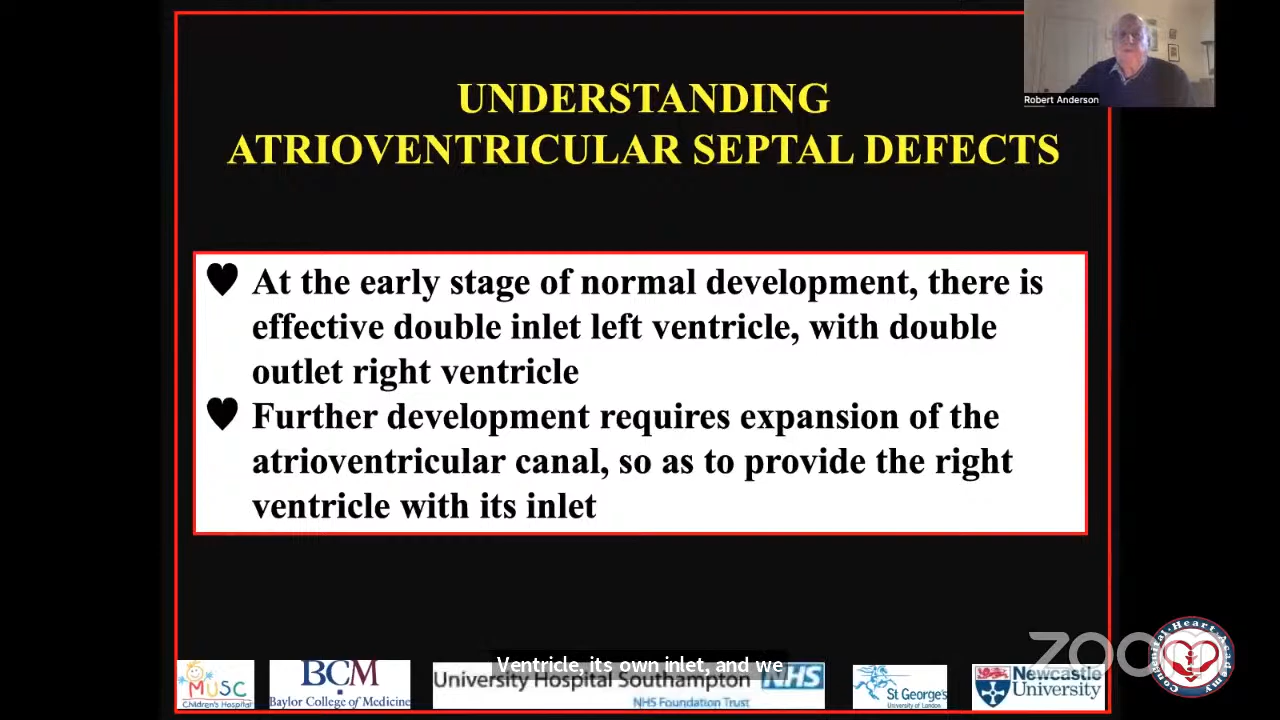 Robert Anderson
UNDERSTANDING
ATRIOVENTRICULAR SEPTAL DEFECTS
♥ At the early stage of normal development, there is
effective double inlet left ventricle, with double
outlet right ventricle
♥ Further development requires expansion of the
atrioventricular canal, so as to provide the right
ventricle with its inlet
Ventricle, its own inlet, and we
MUSC
Children's Hospital
BCM
Baylor College of Medicine
University Hospital Southampton NHS
NHS Foundation Trust
St George's
University of London
Newcastle
University
zoom
Congenital Heart Academy